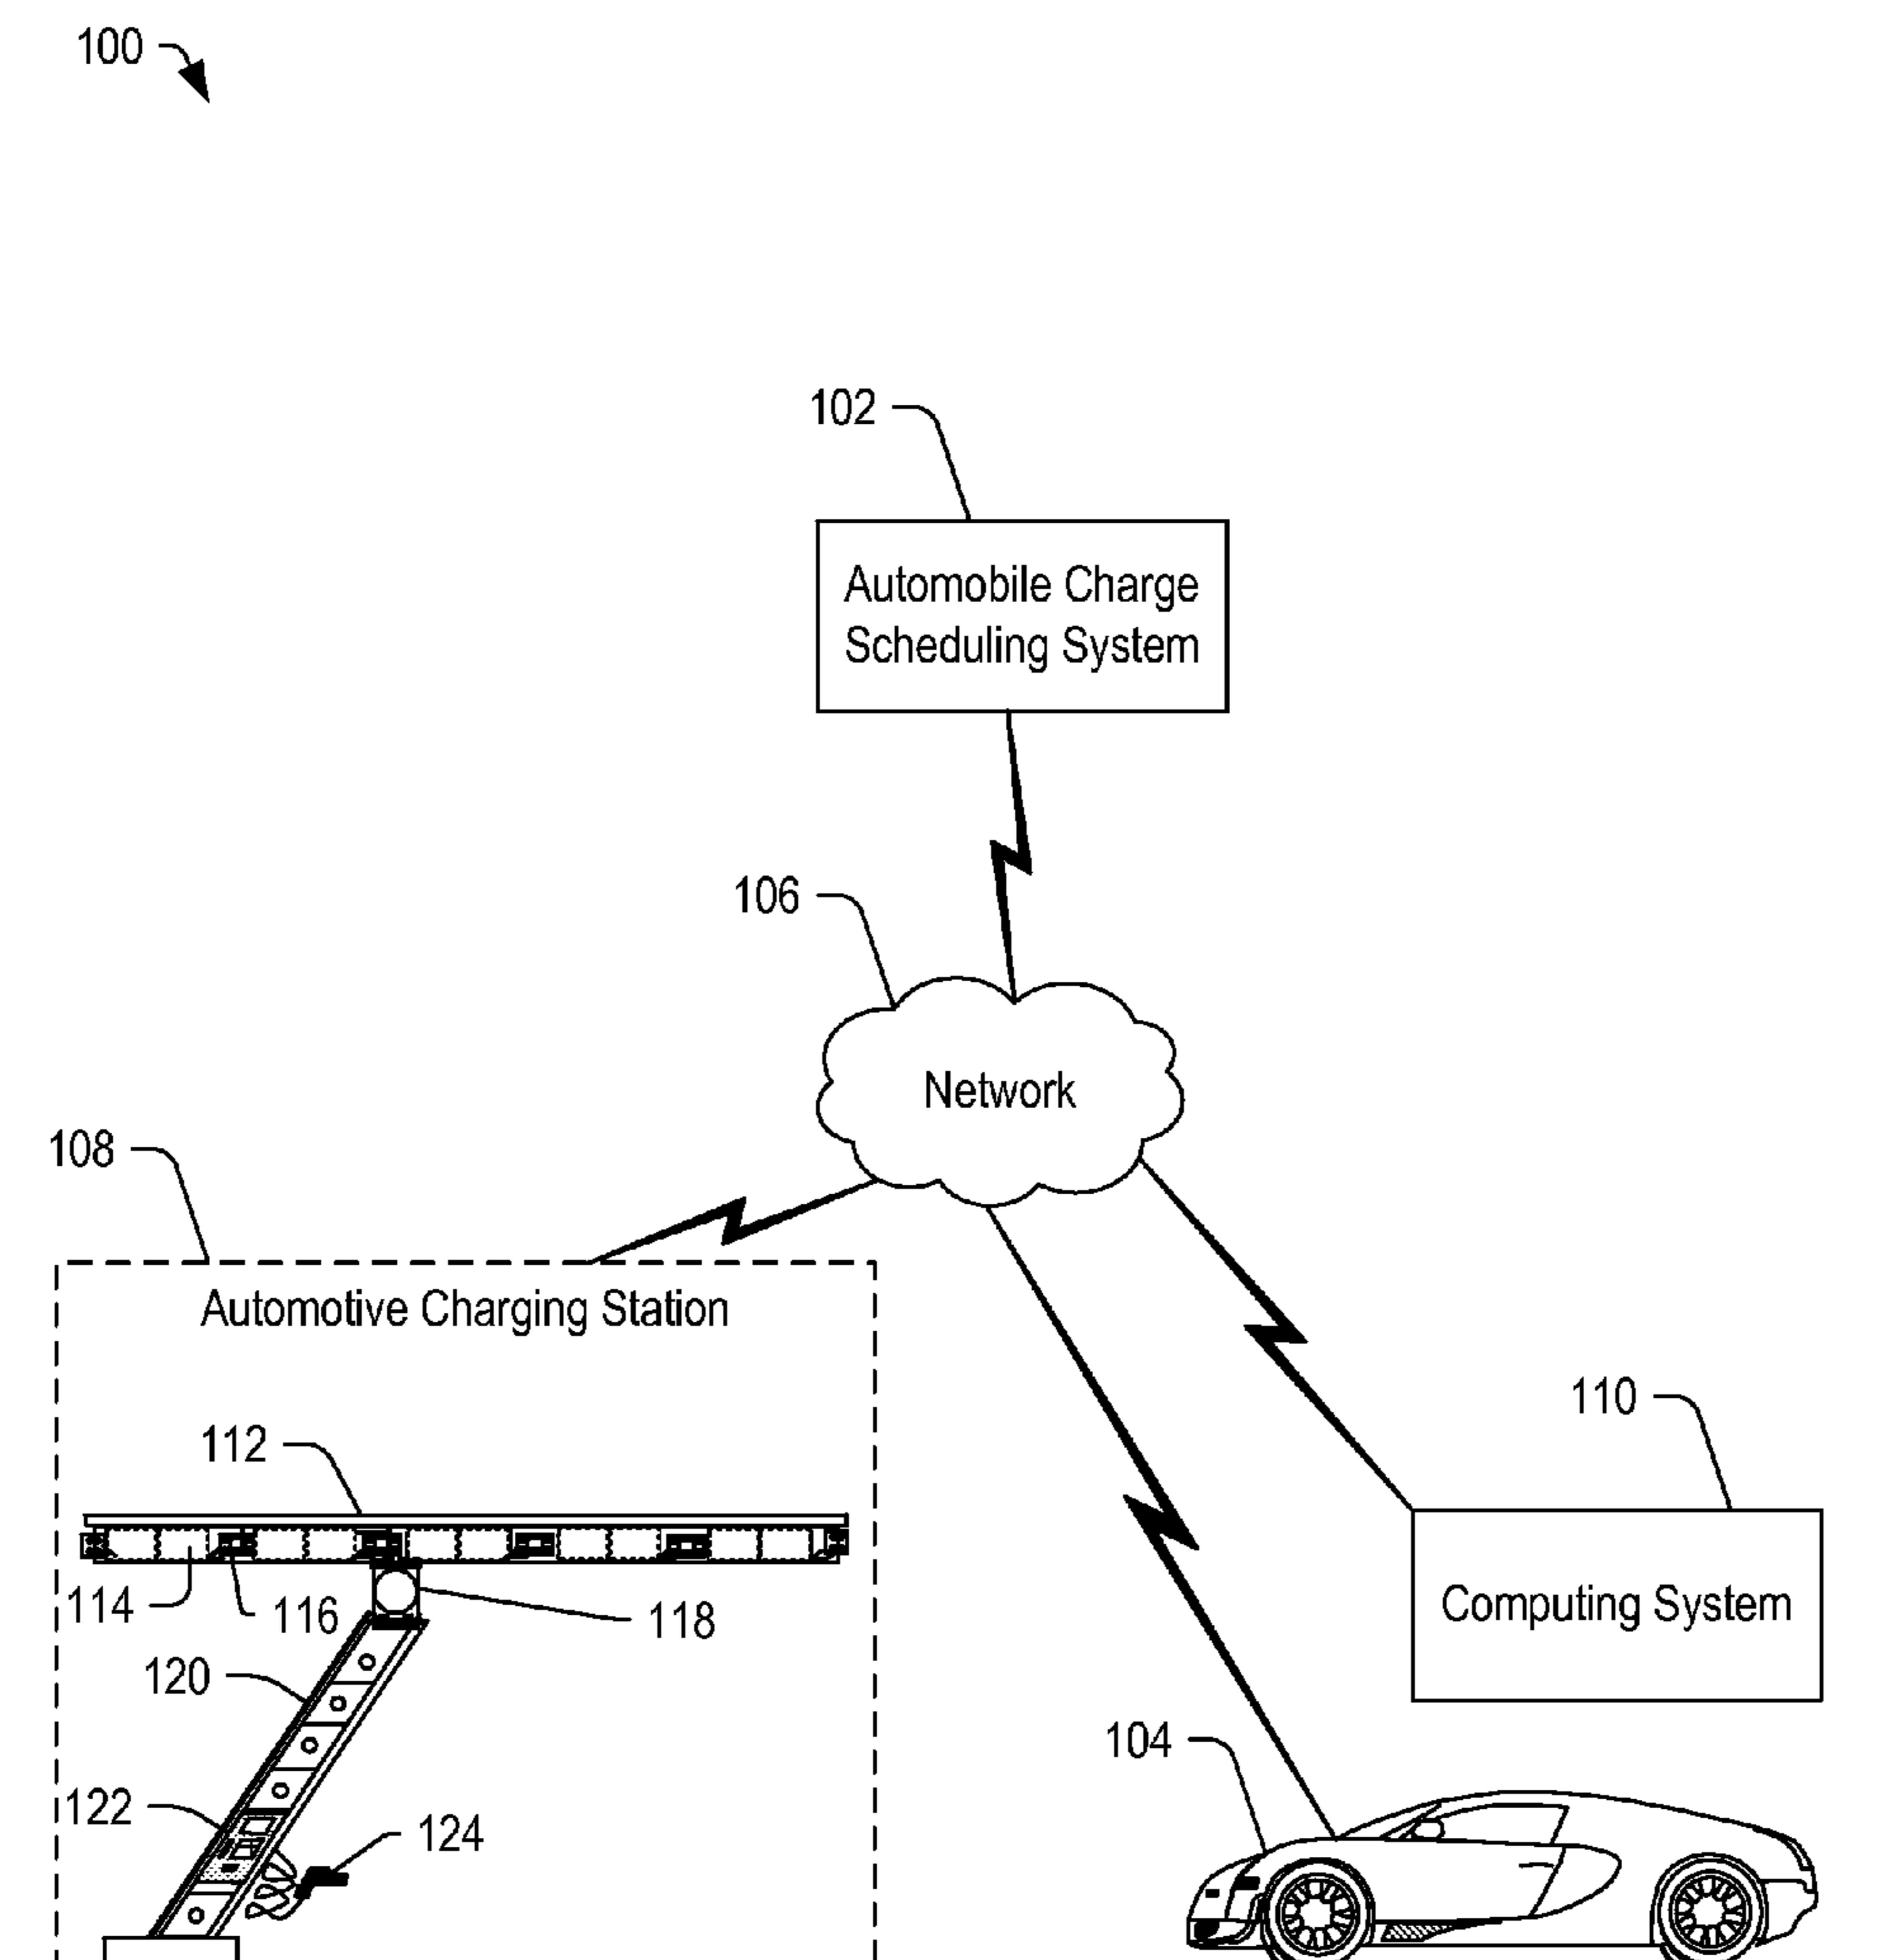 100
102
Automobile Charge
Scheduling System
106
Network
108
Automotive Charging Station
112
110
114
116
118
Computing System
120
104
122
124